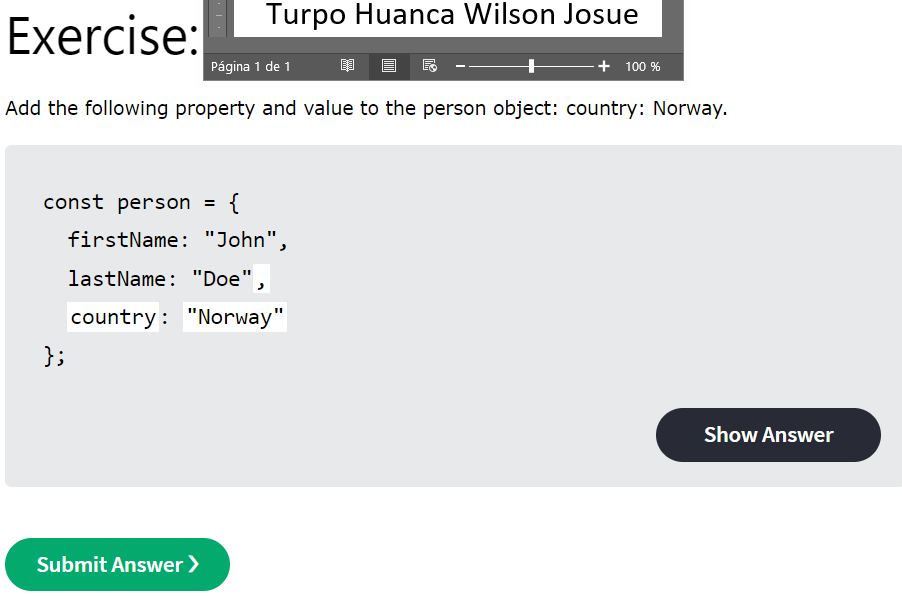 Turpo Huanca Wilson Josue
Exercise:
Página 1 de 1
100 %
Add the following property and value to the person object: country: Norway.
const person = {
firstName: "John",
lastName: "Doe",
country: "Norway"
};
Show Answer
Submit Answer ❯